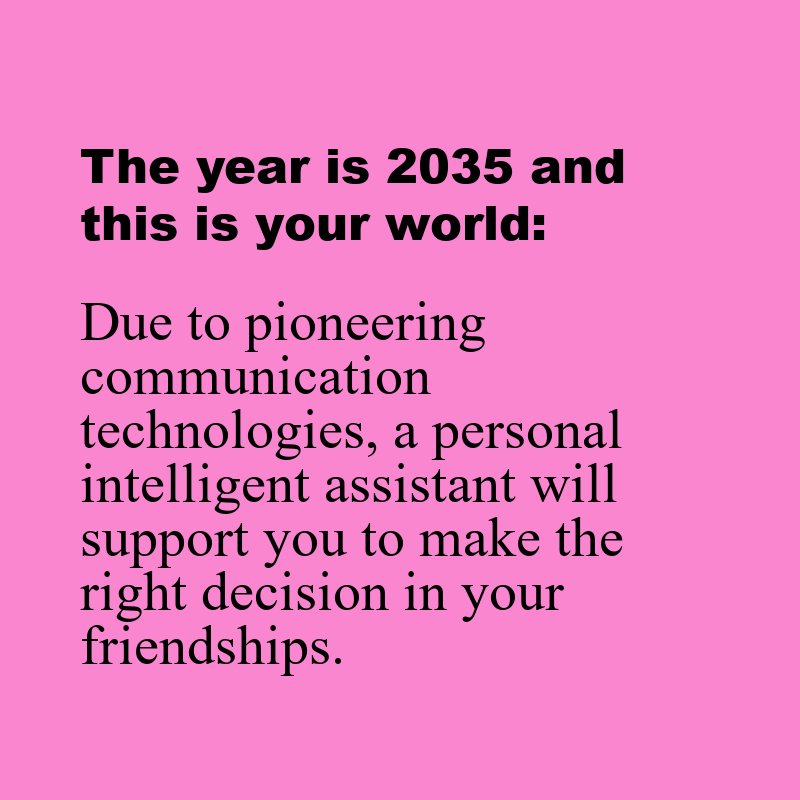 The year is 2035 and
this is your world:
Due to pioneering
communication
technologies, a personal
intelligent assistant will
support you to make the
right decision in your
friendships.